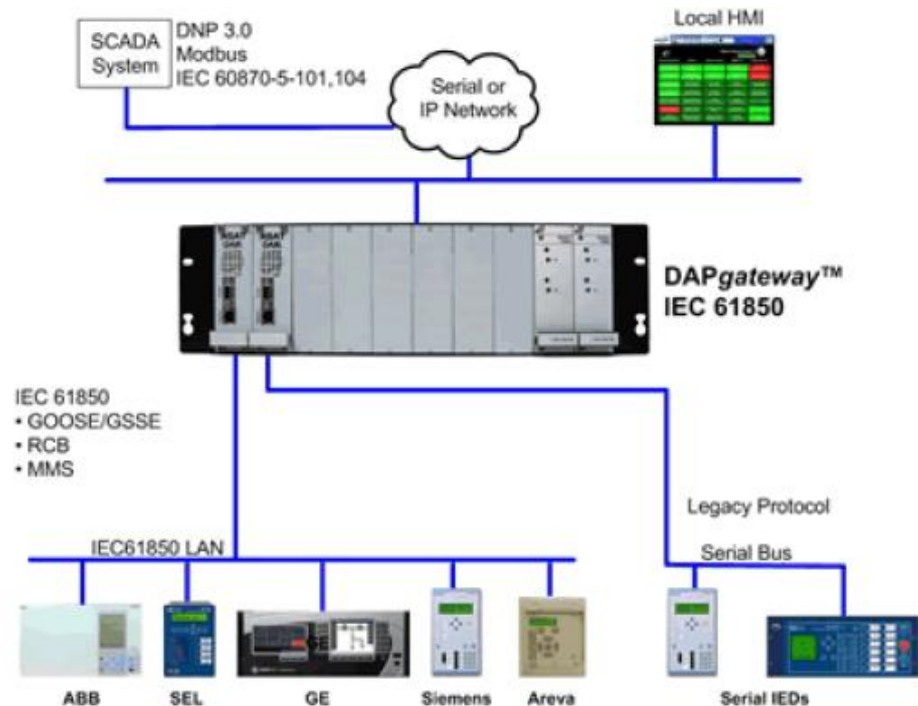 SCADA
System
DNP 3.0
Modbus
IEC 60870-5-101,104
Serial or
IP Network
Local HMI
DAPgateway™
IEC 61850
IEC 61850
• GOOSE/GSSE
• RCB
• MMS
Legacy Protocol
IEC61850 LAN
Serial Bus
ABB
SEL
GE
Siemens
Areva
Serial IEDs